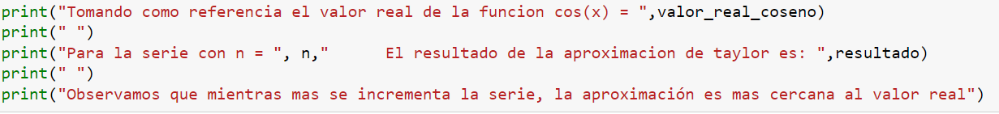 print("Tomando como referencia el valor real de la funcion cos(x) = ",valor_real_coseno)
print(" ")
print("Para la serie con n = ", n,"      El resultado de la aproximacion de taylor es: ",resultado)
print(" ")
print("Observamos que mientras mas se incrementa la serie, la aproximación es mas cercana al valor real")